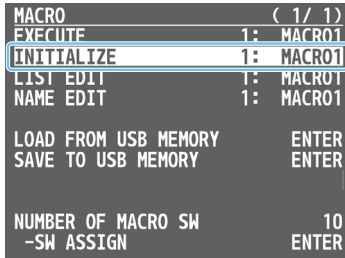 MACRO ( 1/ 1)
EXECUTE 1: MACRO1
INITIALIZE 1: MACRO1
LIST EDIT 1: MACRO1
NAME EDIT 1: MACRO1
LOAD FROM USB MEMORY ENTER
SAVE TO USB MEMORY ENTER
NUMBER OF MACRO SW 10
-SW ASSIGN ENTER